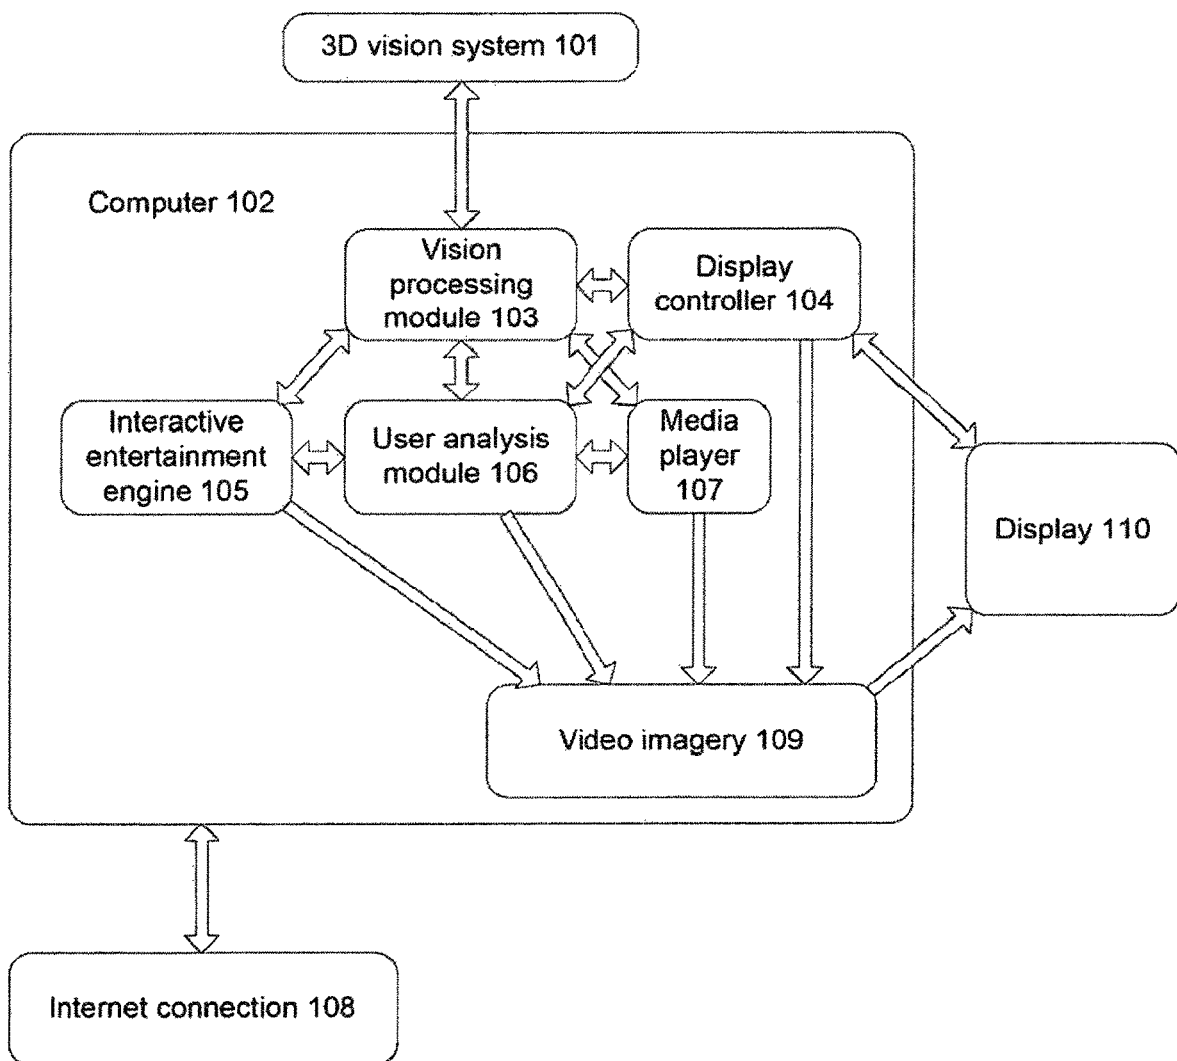 3D vision system 101
Computer 102
Vision
processing
module 103
Display
controller 104
Interactive
entertainment
engine 105
User analysis
module 106
Media
player
107
Display 110
Video imagery 109
Internet connection 108